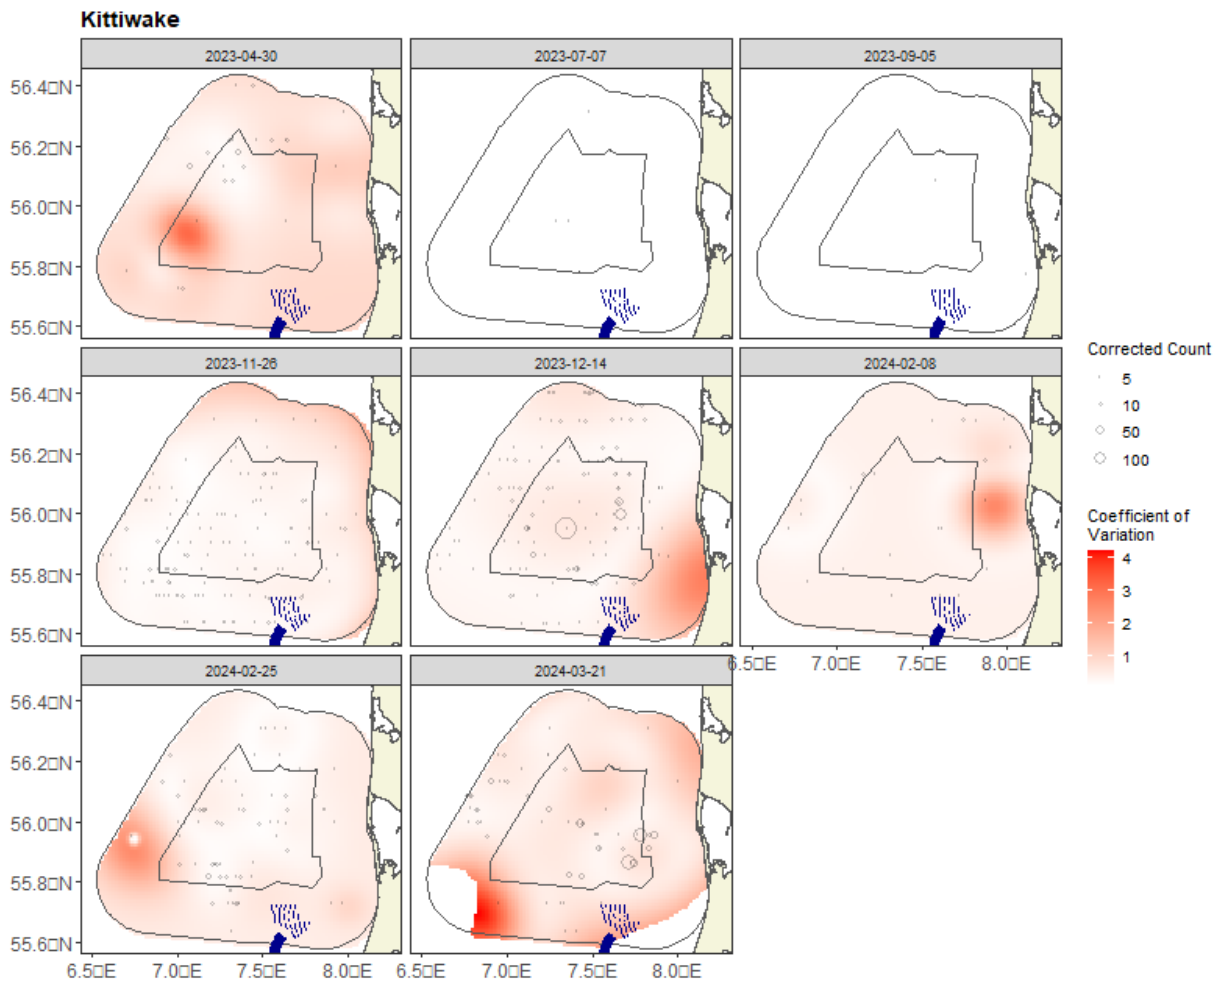 Kittiwake
2023-04-30 2023-07-07 2023-09-05
56.4□N
56.2□N
56.0□N
55.8□N
55.6□N
2023-11-26 2023-12-14 2024-02-08
56.4□N
56.2□N
56.0□N
55.8□N
55.6□N
6.5□E 7.0□E 7.5□E 8.0□E
2024-02-25 2024-03-21
56.4□N
56.2□N
56.0□N
55.8□N
55.6□N
6.5□E 7.0□E 7.5□E 8.0□E 6.5□E 7.0□E 7.5□E 8.0□E
Corrected Count
5
10
50
100
Coefficient of
Variation
4
3
2
1